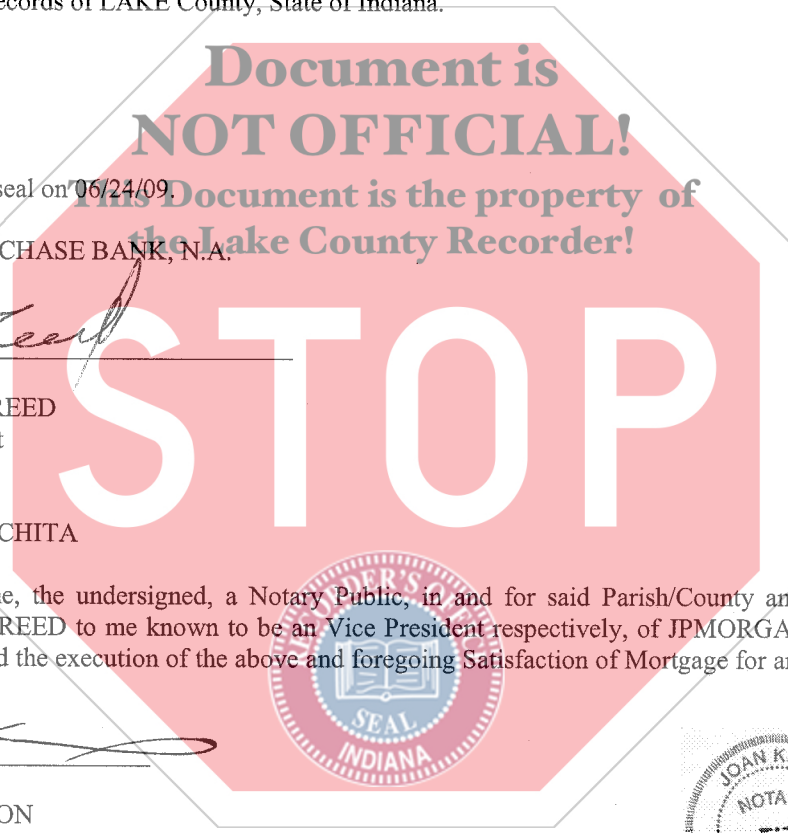 ecords of LAKE County, State of Indiana.
Document is
NOT OFFICIAL!
seal on 06/24/09.
This Document is the property of
the Lake County Recorder!
CHASE BANK, N.A.
STOP
REED
CHITA
e, the undersigned, a Notary Public, in and for said Parish/County an
REED to me known to be an Vice President respectively, of JPMORGA
d the execution of the above and foregoing Satisfaction of Mortgage for a
RECORDER'S OFFICE
SEAL
INDIANA
JOAN K
NOTA
ON